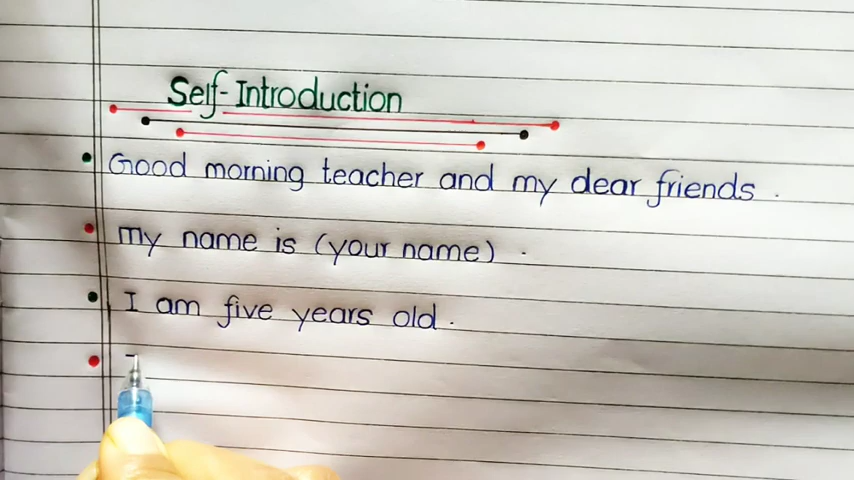 Self-Introduction
Good morning teacher and my dear friends.
My name is (your name).
I am five years old.